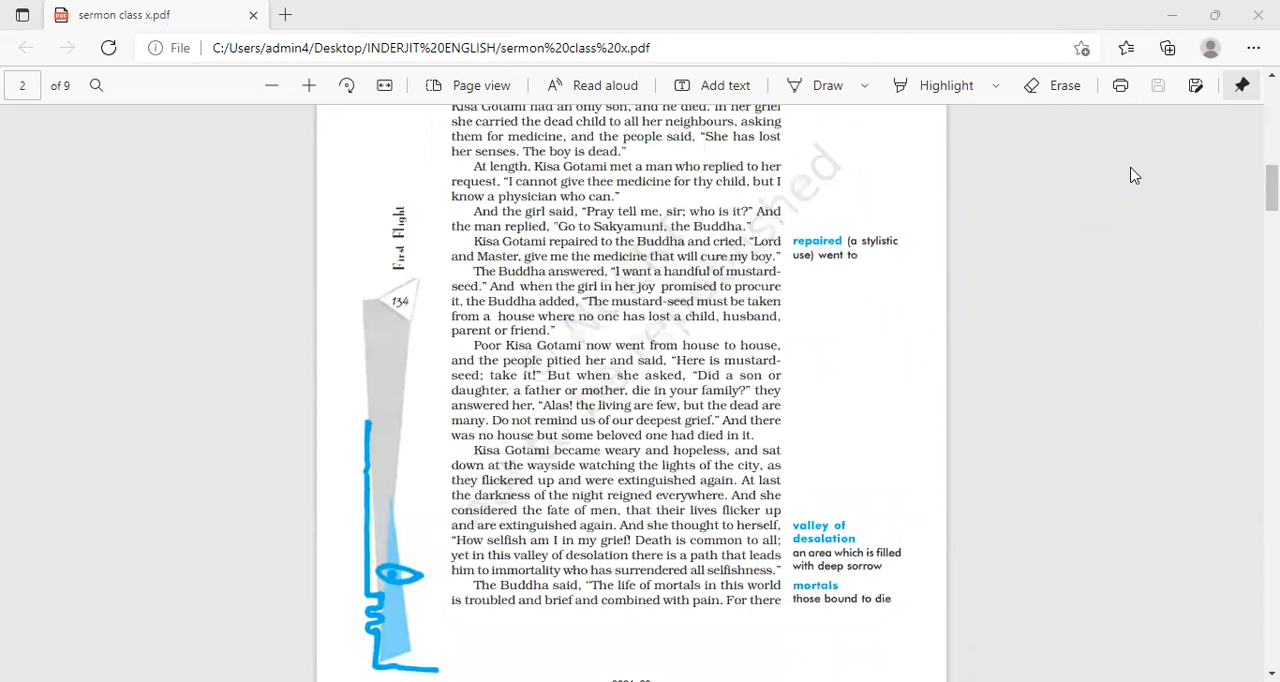 sermon class x.pdf
File C:/Users/admin4/Desktop/INDERJIT%20ENGLISH/sermon%20class%20x.pdf
2 of 9 Page view Read aloud Add text Draw Highlight Erase
Kisa Gotami had an only son, and he died. In her grief
she carried the dead child to all her neighbours, asking
them for medicine, and the people said, “She has lost
her senses. The boy is dead.”
At length, Kisa Gotami met a man who replied to her
request, “I cannot give thee medicine for thy child, but I
know a physician who can.”
And the girl said, “Pray tell me, sir; who is it?” And
the man replied, “Go to Sakyamuni, the Buddha.”
Kisa Gotami repaired to the Buddha and cried, “Lord
and Master, give me the medicine that will cure my boy.”
The Buddha answered, “I want a handful of mustard-
seed.” And when the girl in her joy promised to procure
it, the Buddha added, “The mustard-seed must be taken
from a house where no one has lost a child, husband,
parent or friend.”
Poor Kisa Gotami now went from house to house,
and the people pitied her and said, “Here is mustard-
seed; take it!” But when she asked, “Did a son or
daughter, a father or mother, die in your family?” they
answered her, “Alas! the living are few, but the dead are
many. Do not remind us of our deepest grief.” And there
was no house but some beloved one had died in it.
Kisa Gotami became weary and hopeless, and sat
down at the wayside watching the lights of the city, as
they flickered up and were extinguished again. At last
the darkness of the night reigned everywhere. And she
considered the fate of men, that their lives flicker up
and are extinguished again. And she thought to herself,
“How selfish am I in my grief! Death is common to all;
yet in this valley of desolation there is a path that leads
him to immortality who has surrendered all selfishness.”
The Buddha said, “The life of mortals in this world
is troubled and brief and combined with pain. For there
repaired (a stylistic
use) went to
valley of
desolation
an area which is filled
with deep sorrow
mortals
those bound to die
First Flight
134